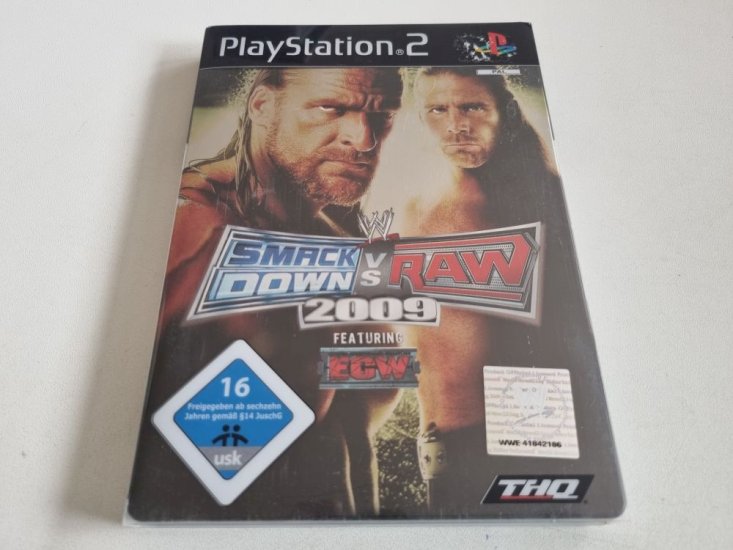 PlayStation®2
PAL
W
SMACK
DOWN
VS
RAW
2009
FEATURING
ECW
16
Freigegeben ab sechzehn
Jahren gemäß §14 JuschG
usk
WWE 41842186
THQ